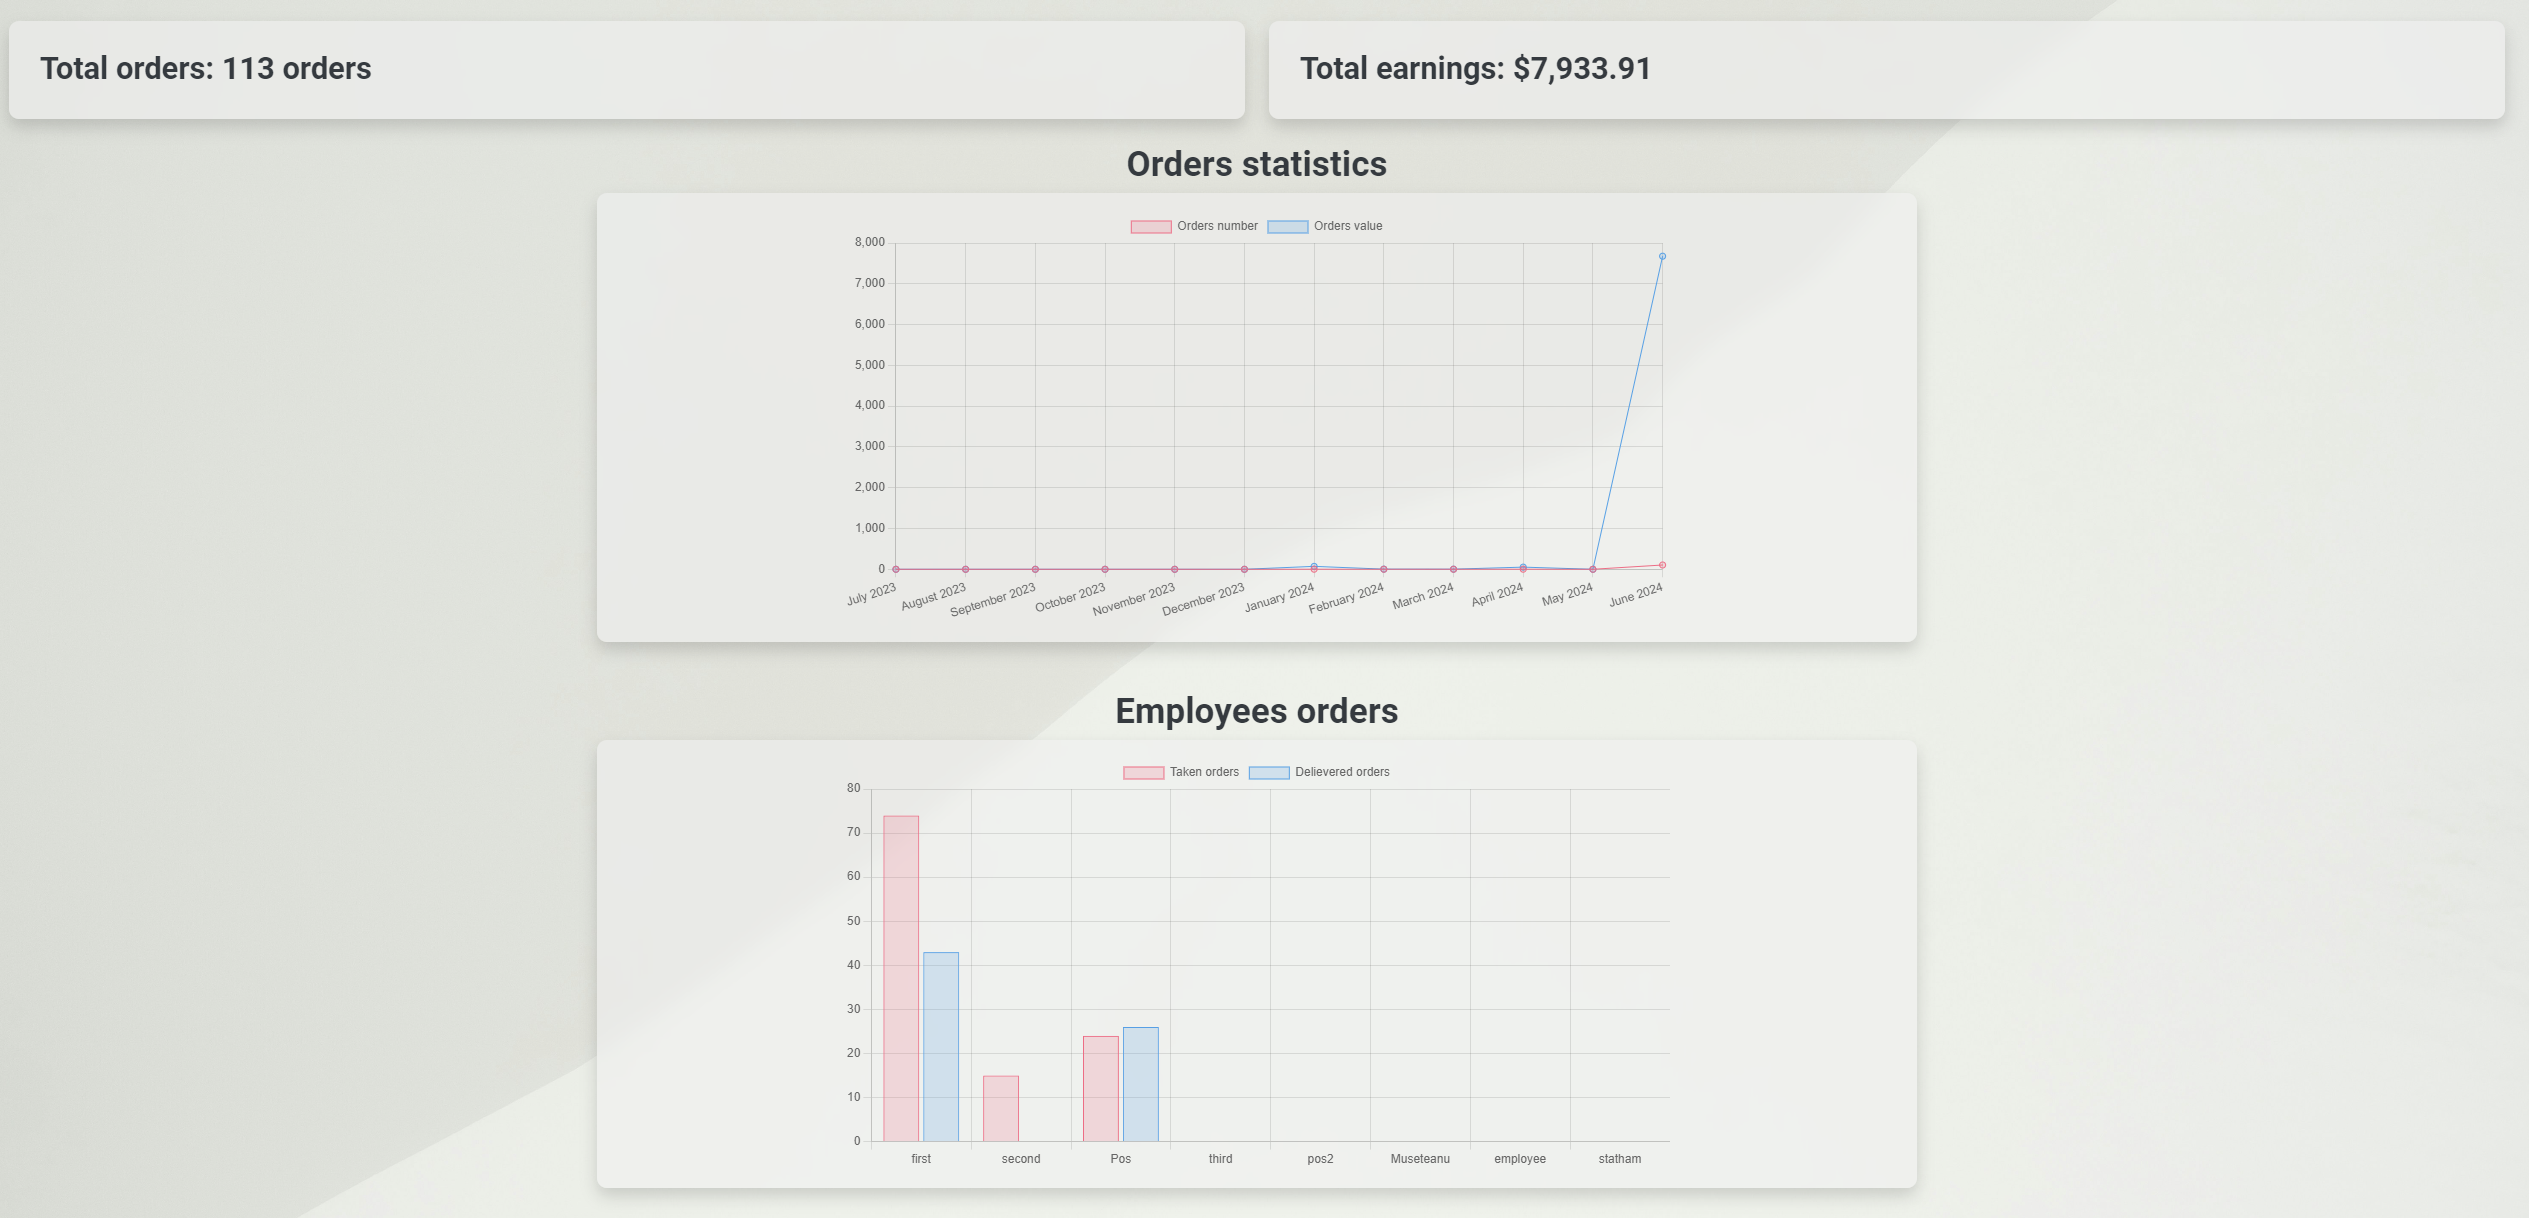 Total orders: 113 orders
Total earnings: $7,933.91
Orders statistics
Orders number
Orders value
8,000
7,000
6,000
5,000
4,000
3,000
2,000
1,000
0
July 2023
August 2023
September 2023
October 2023
November 2023
December 2023
January 2024
February 2024
March 2024
April 2024
May 2024
June 2024
Employees orders
Taken orders
Delievered orders
80
70
60
50
40
30
20
10
0
first
second
Pos
third
pos2
Museteanu
employee
statham